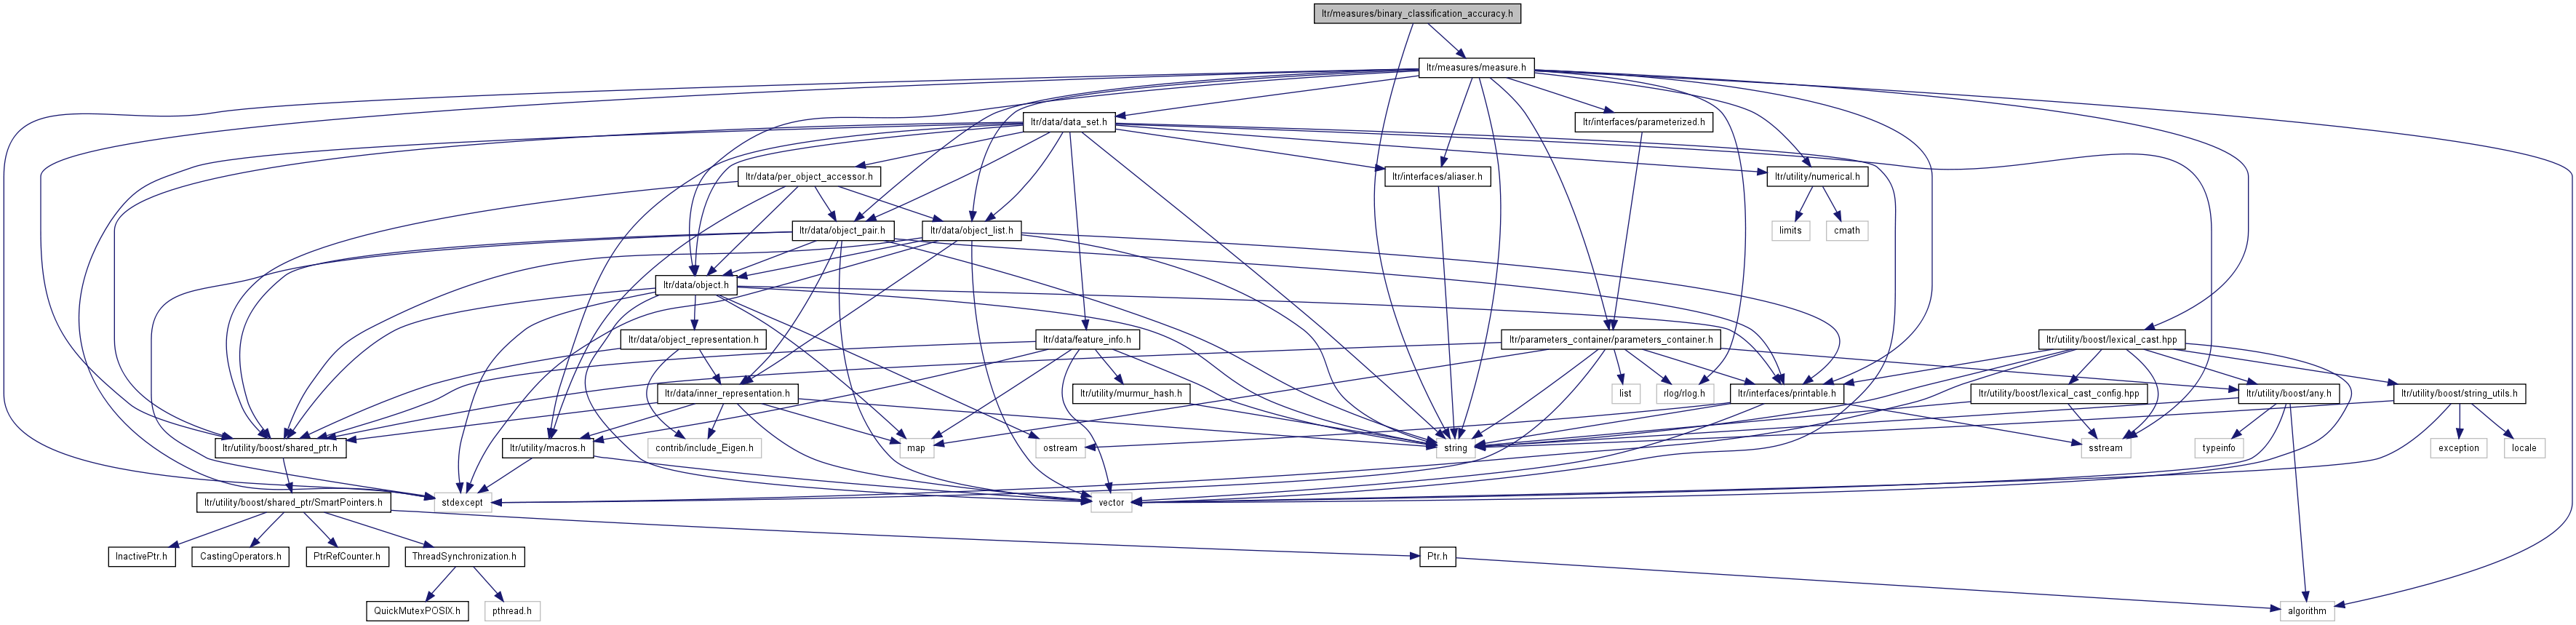 ltr/measures/binary_classification_accuracy.h
ltr/measures/measure.h
ltr/data/data_set.h
ltr/interfaces/parameterized.h
ltr/data/per_object_accessor.h
ltr/interfaces/aliaser.h
ltr/utility/numerical.h
ltr/data/object_pair.h
ltr/data/object_list.h
limits
cmath
ltr/data/object.h
ltr/data/object_representation.h
ltr/data/feature_info.h
ltr/parameters_container/parameters_container.h
ltr/utility/boost/lexical_cast.hpp
ltr/data/inner_representation.h
ltr/utility/murmur_hash.h
list
rlog/rlog.h
ltr/interfaces/printable.h
ltr/utility/boost/lexical_cast_config.hpp
ltr/utility/boost/any.h
ltr/utility/boost/string_utils.h
ltr/utility/boost/shared_ptr.h
ltr/utility/macros.h
contrib/include_Eigen.h
map
ostream
string
sstream
typeinfo
exception
locale
ltr/utility/boost/shared_ptr/SmartPointers.h
stdexcept
vector
InactivePtr.h
CastingOperators.h
PtrRefCounter.h
ThreadSynchronization.h
Ptr.h
QuickMutexPOSIX.h
pthread.h
algorithm